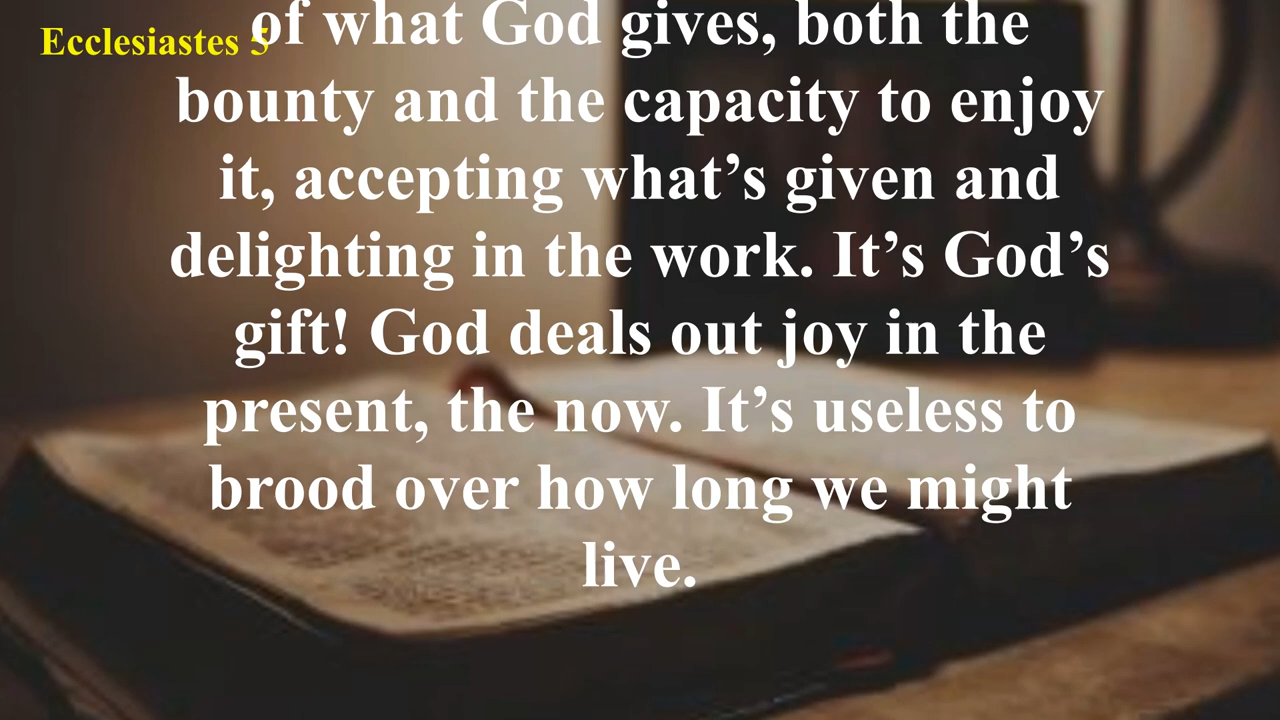 Ecclesiastes 5
of what God gives, both the
bounty and the capacity to enjoy
it, accepting what’s given and
delighting in the work. It’s God’s
gift! God deals out joy in the
present, the now. It’s useless to
brood over how long we might
live.